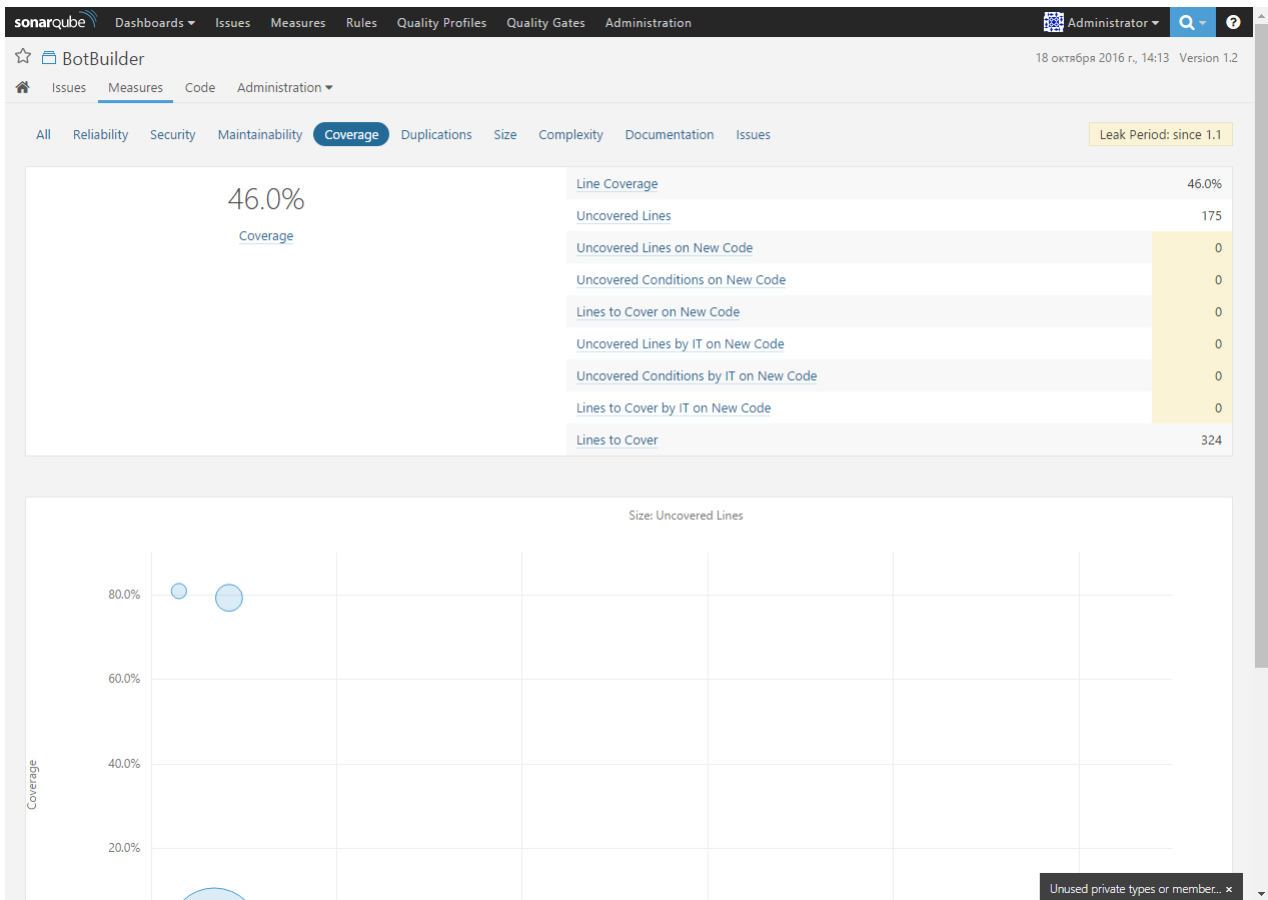 sonarqube Dashboards Issues Measures Rules Quality Profiles Quality Gates Administration Administrator
BotBuilder 18 октября 2016 г., 14:13 Version 1.2
Issues Measures Code Administration
All Reliability Security Maintainability Coverage Duplications Size Complexity Documentation Issues Leak Period: since 1.1
46.0%
Coverage
Line Coverage 46.0%
Uncovered Lines 175
Uncovered Lines on New Code 0
Uncovered Conditions on New Code 0
Lines to Cover on New Code 0
Uncovered Lines by IT on New Code 0
Uncovered Conditions by IT on New Code 0
Lines to Cover by IT on New Code 0
Lines to Cover 324
Size: Uncovered Lines
80.0%
60.0%
40.0%
Coverage
20.0%
Unused private types or member... ×